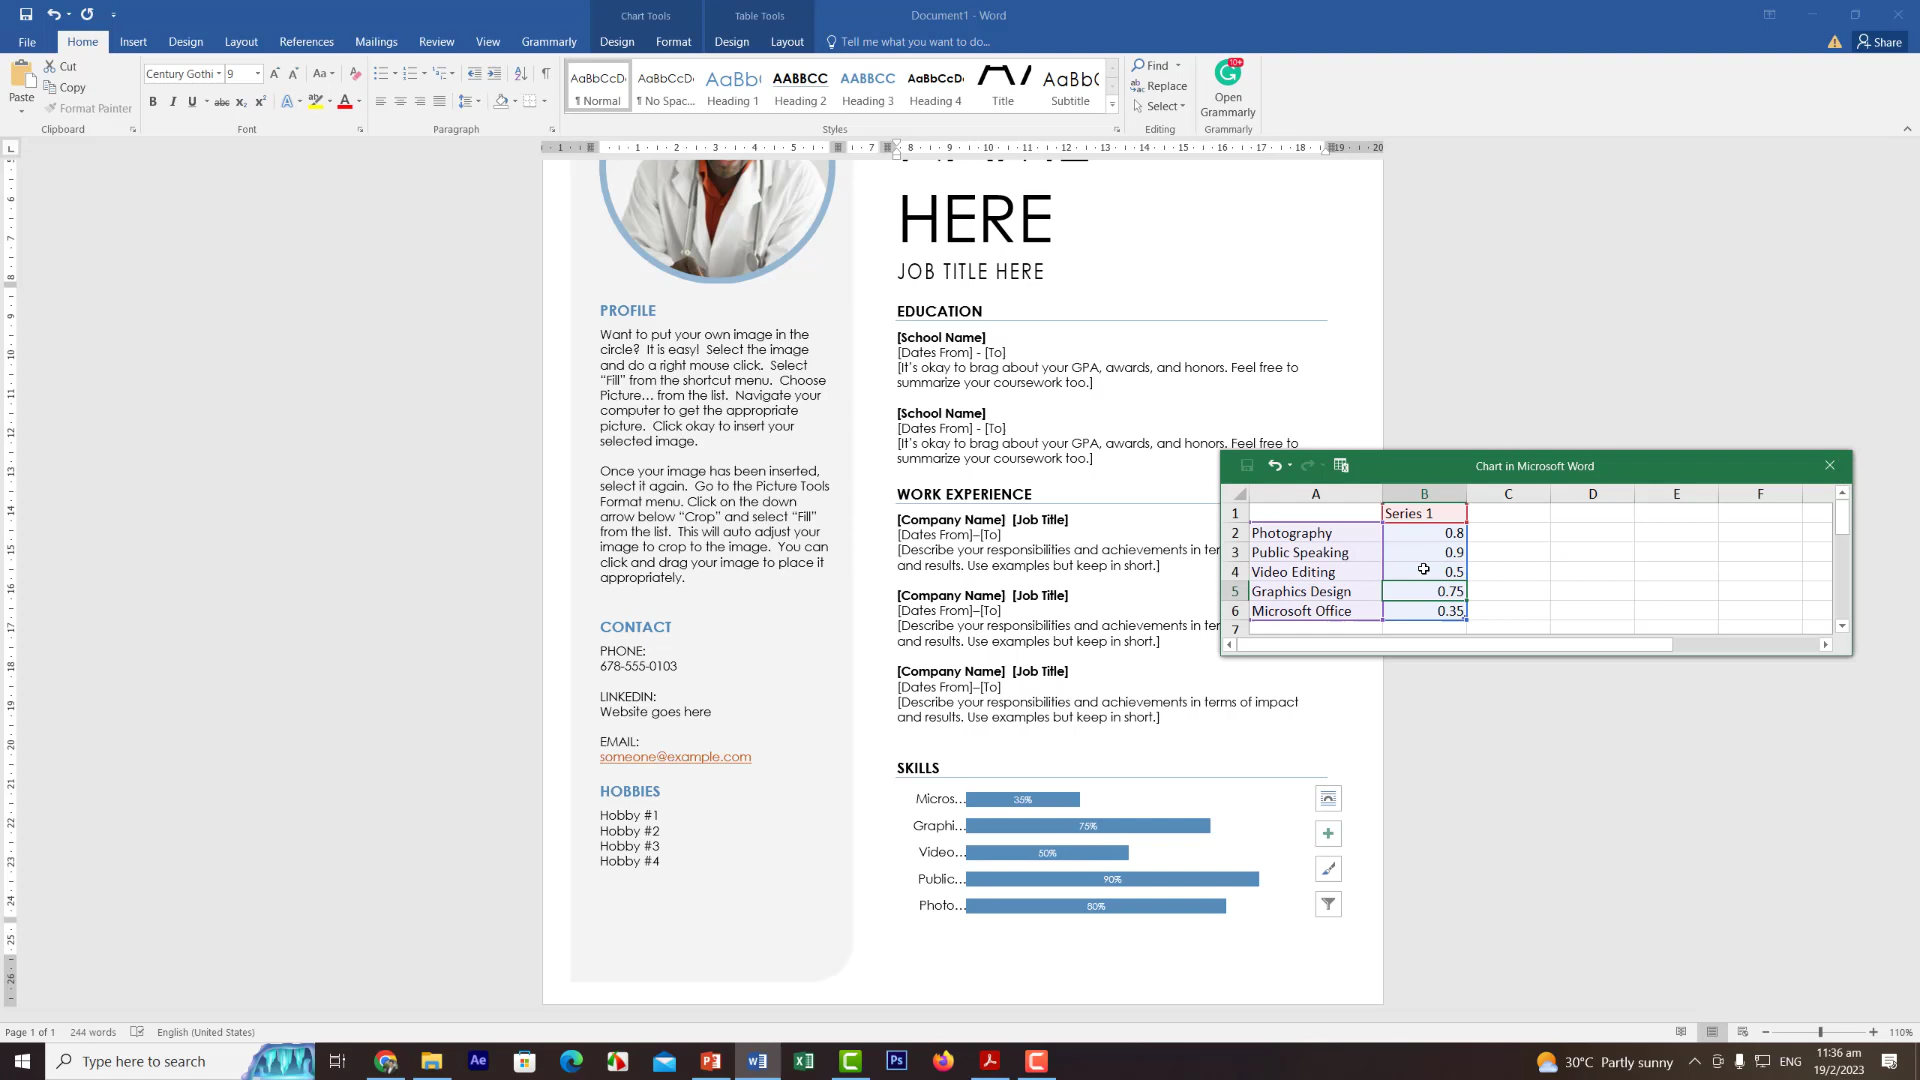 Chart Tools
Table Tools
Document1 - Word
File
Home
Insert
Design
Layout
References
Mailings
Review
View
Grammarly
Design
Format
Design
Layout
Tell me what you want to do...
Share
Paste
Cut
Copy
Format Painter
Clipboard
Century Gothi
9
Font
Paragraph
AaBbCcDc
¶ Normal
AaBbCcDc
¶ No Spac...
AaBb(
Heading 1
AABBCC
Heading 2
AABBCC
Heading 3
AaBbCcDc
Heading 4
Title
AaBb(
Subtitle
Styles
Find
Replace
Select
Editing
10+
Open
Grammarly
Grammarly
HERE
JOB TITLE HERE
PROFILE
Want to put your own image in the
circle? It is easy! Select the image
and do a right mouse click. Select
“Fill” from the shortcut menu. Choose
Picture… from the list. Navigate your
computer to get the appropriate
picture. Click okay to insert your
selected image.
Once your image has been inserted,
select it again. Go to the Picture Tools
Format menu. Click on the down
arrow below “Crop” and select “Fill”
from the list. This will auto adjust your
image to crop to the image. You can
click and drag your image to place it
appropriately.
CONTACT
PHONE:
678-555-0103
LINKEDIN:
Website goes here
EMAIL:
someone@example.com
HOBBIES
Hobby #1
Hobby #2
Hobby #3
Hobby #4
EDUCATION
[School Name]
[Dates From] - [To]
[It’s okay to brag about your GPA, awards, and honors. Feel free to
summarize your coursework too.]
[School Name]
[Dates From] - [To]
[It’s okay to brag about your GPA, awards, and honors. Feel free to
summarize your coursework too.]
WORK EXPERIENCE
[Company Name] [Job Title]
[Dates From]–[To]
[Describe your responsibilities and achievements in ter
and results. Use examples but keep in short.]
[Company Name] [Job Title]
[Dates From]–[To]
[Describe your responsibilities and achievements in ter
and results. Use examples but keep in short.]
[Company Name] [Job Title]
[Dates From]–[To]
[Describe your responsibilities and achievements in terms of impact
and results. Use examples but keep in short.]
SKILLS
Micros... 35%
Graphi... 75%
Video... 50%
Public... 90%
Photo... 80%
Chart in Microsoft Word
A B C D E F
1 Series 1
2 Photography 0.8
3 Public Speaking 0.9
4 Video Editing 0.5
5 Graphics Design 0.75
6 Microsoft Office 0.35
7
Page 1 of 1
244 words
English (United States)
110%
Type here to search
30°C Partly sunny
ENG
11:36 am
19/2/2023